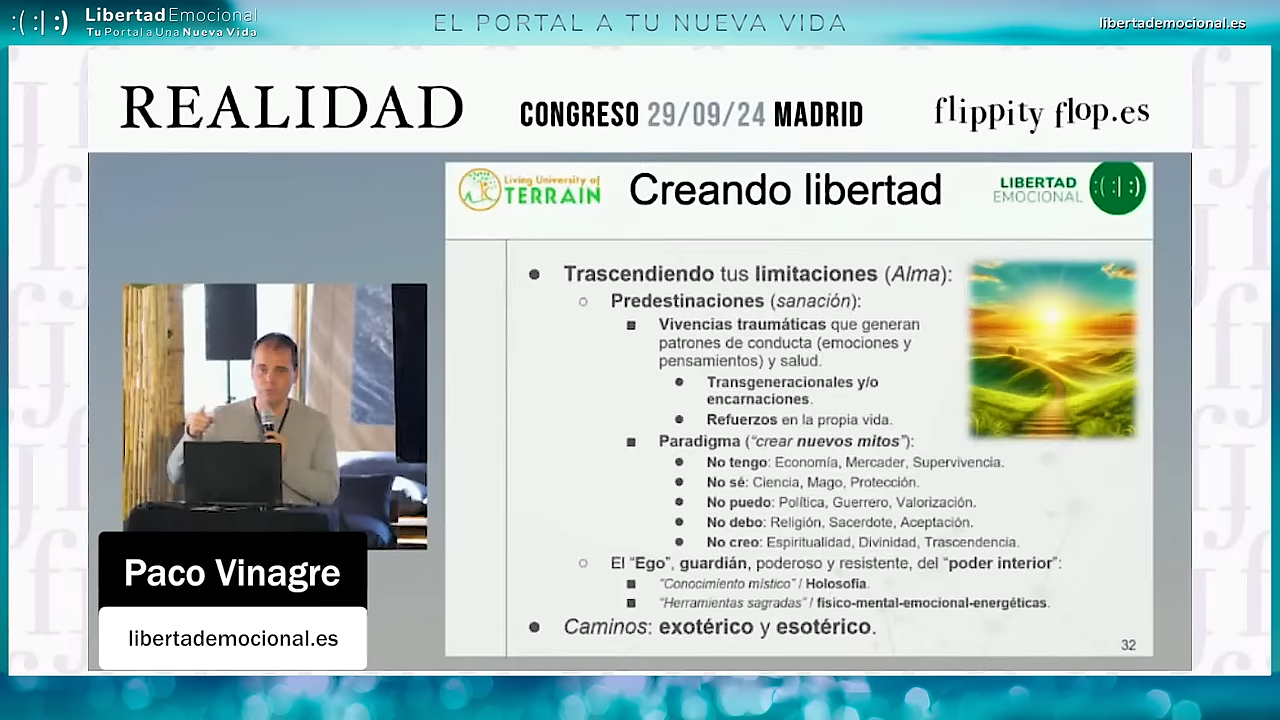 :(|:) LibertadEmocional
Tu Portal a Una Nueva Vida
EL PORTAL A TU NUEVA VIDA
libertademocional.es
REALIDAD
CONGRESO 29/09/24 MADRID
flippity flop.es
Living University of
TERRAIN
Creando libertad
LIBERTAD
EMOCIONAL
:(|:)
● Trascendiendo tus limitaciones (Alma):
○ Predestinaciones (sanación):
■ Vivencias traumáticas que generan
patrones de conducta (emociones y
pensamientos) y salud.
● Transgeneracionales y/o
encarnaciones.
● Refuerzos en la propia vida.
■ Paradigma (“crear nuevos mitos”):
● No tengo: Economía, Mercader, Supervivencia.
● No sé: Ciencia, Mago, Protección.
● No puedo: Política, Guerrero, Valorización.
● No debo: Religión, Sacerdote, Aceptación.
● No creo: Espiritualidad, Divinidad, Trascendencia.
○ El “Ego”, guardián, poderoso y resistente, del “poder interior”:
■ “Conocimiento místico” / Holosofía.
■ “Herramientas sagradas” / físico-mental-emocional-energéticas.
● Caminos: exotérico y esotérico.
32
Paco Vinagre
libertademocional.es